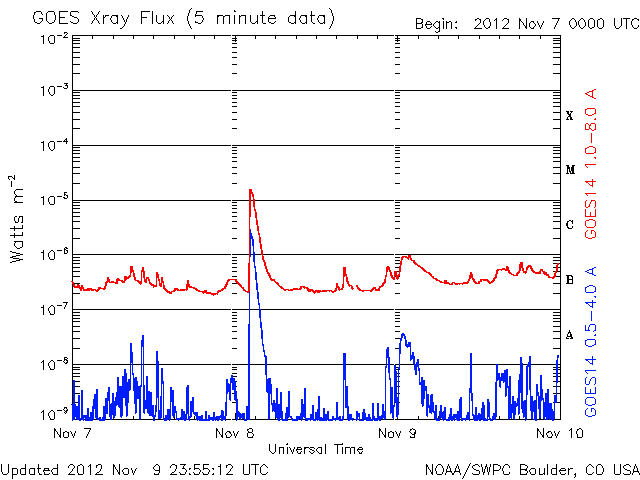 GOES Xray Flux (5 minute data)
Begin: 2012 Nov 7 0000 UTC
10⁻²
10⁻³
10⁻⁴
10⁻⁵
10⁻⁶
10⁻⁷
10⁻⁸
10⁻⁹
Watts m⁻²
X
M
C
B
A
GOES14 1.0-8.0 A
GOES14 0.5-4.0 A
Nov 7
Nov 8
Nov 9
Nov 10
Universal Time
Updated 2012 Nov 9 23:55:12 UTC
NOAA/SWPC Boulder, CO USA